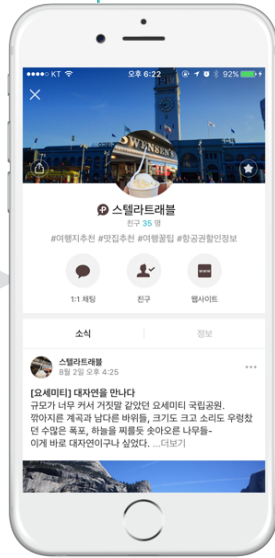 KT 오후 6:22 92%
SWENSEN'S
스텔라트래블
친구 35 명
#여행지추천 #맛집추천 #여행꿀팁 #항공권할인정보
1:1 채팅 친구 웹사이트
소식 정보
스텔라트래블
8월 2일 오후 4:25
[요세미티] 대자연을 만나다
규모가 너무 커서 거짓말 같았던 요세미티 국립공원.
깎아지른 계곡과 남다른 바위들, 크기도 크고 소리도 우렁찼
던 수많은 폭포, 하늘을 찌를듯 솟아오른 나무들-
이게 바로 대자연이구나 싶었다. ...더보기